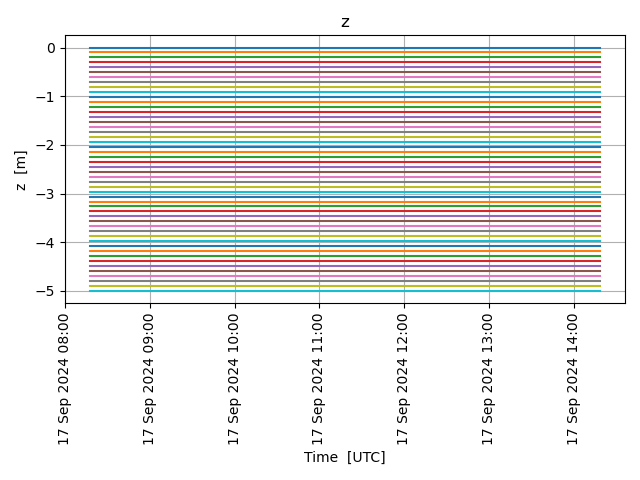 z
0
−1
−2
−3
−4
−5
z [m]
17 Sep 2024 08:00
17 Sep 2024 09:00
17 Sep 2024 10:00
17 Sep 2024 11:00
17 Sep 2024 12:00
17 Sep 2024 13:00
17 Sep 2024 14:00
Time [UTC]